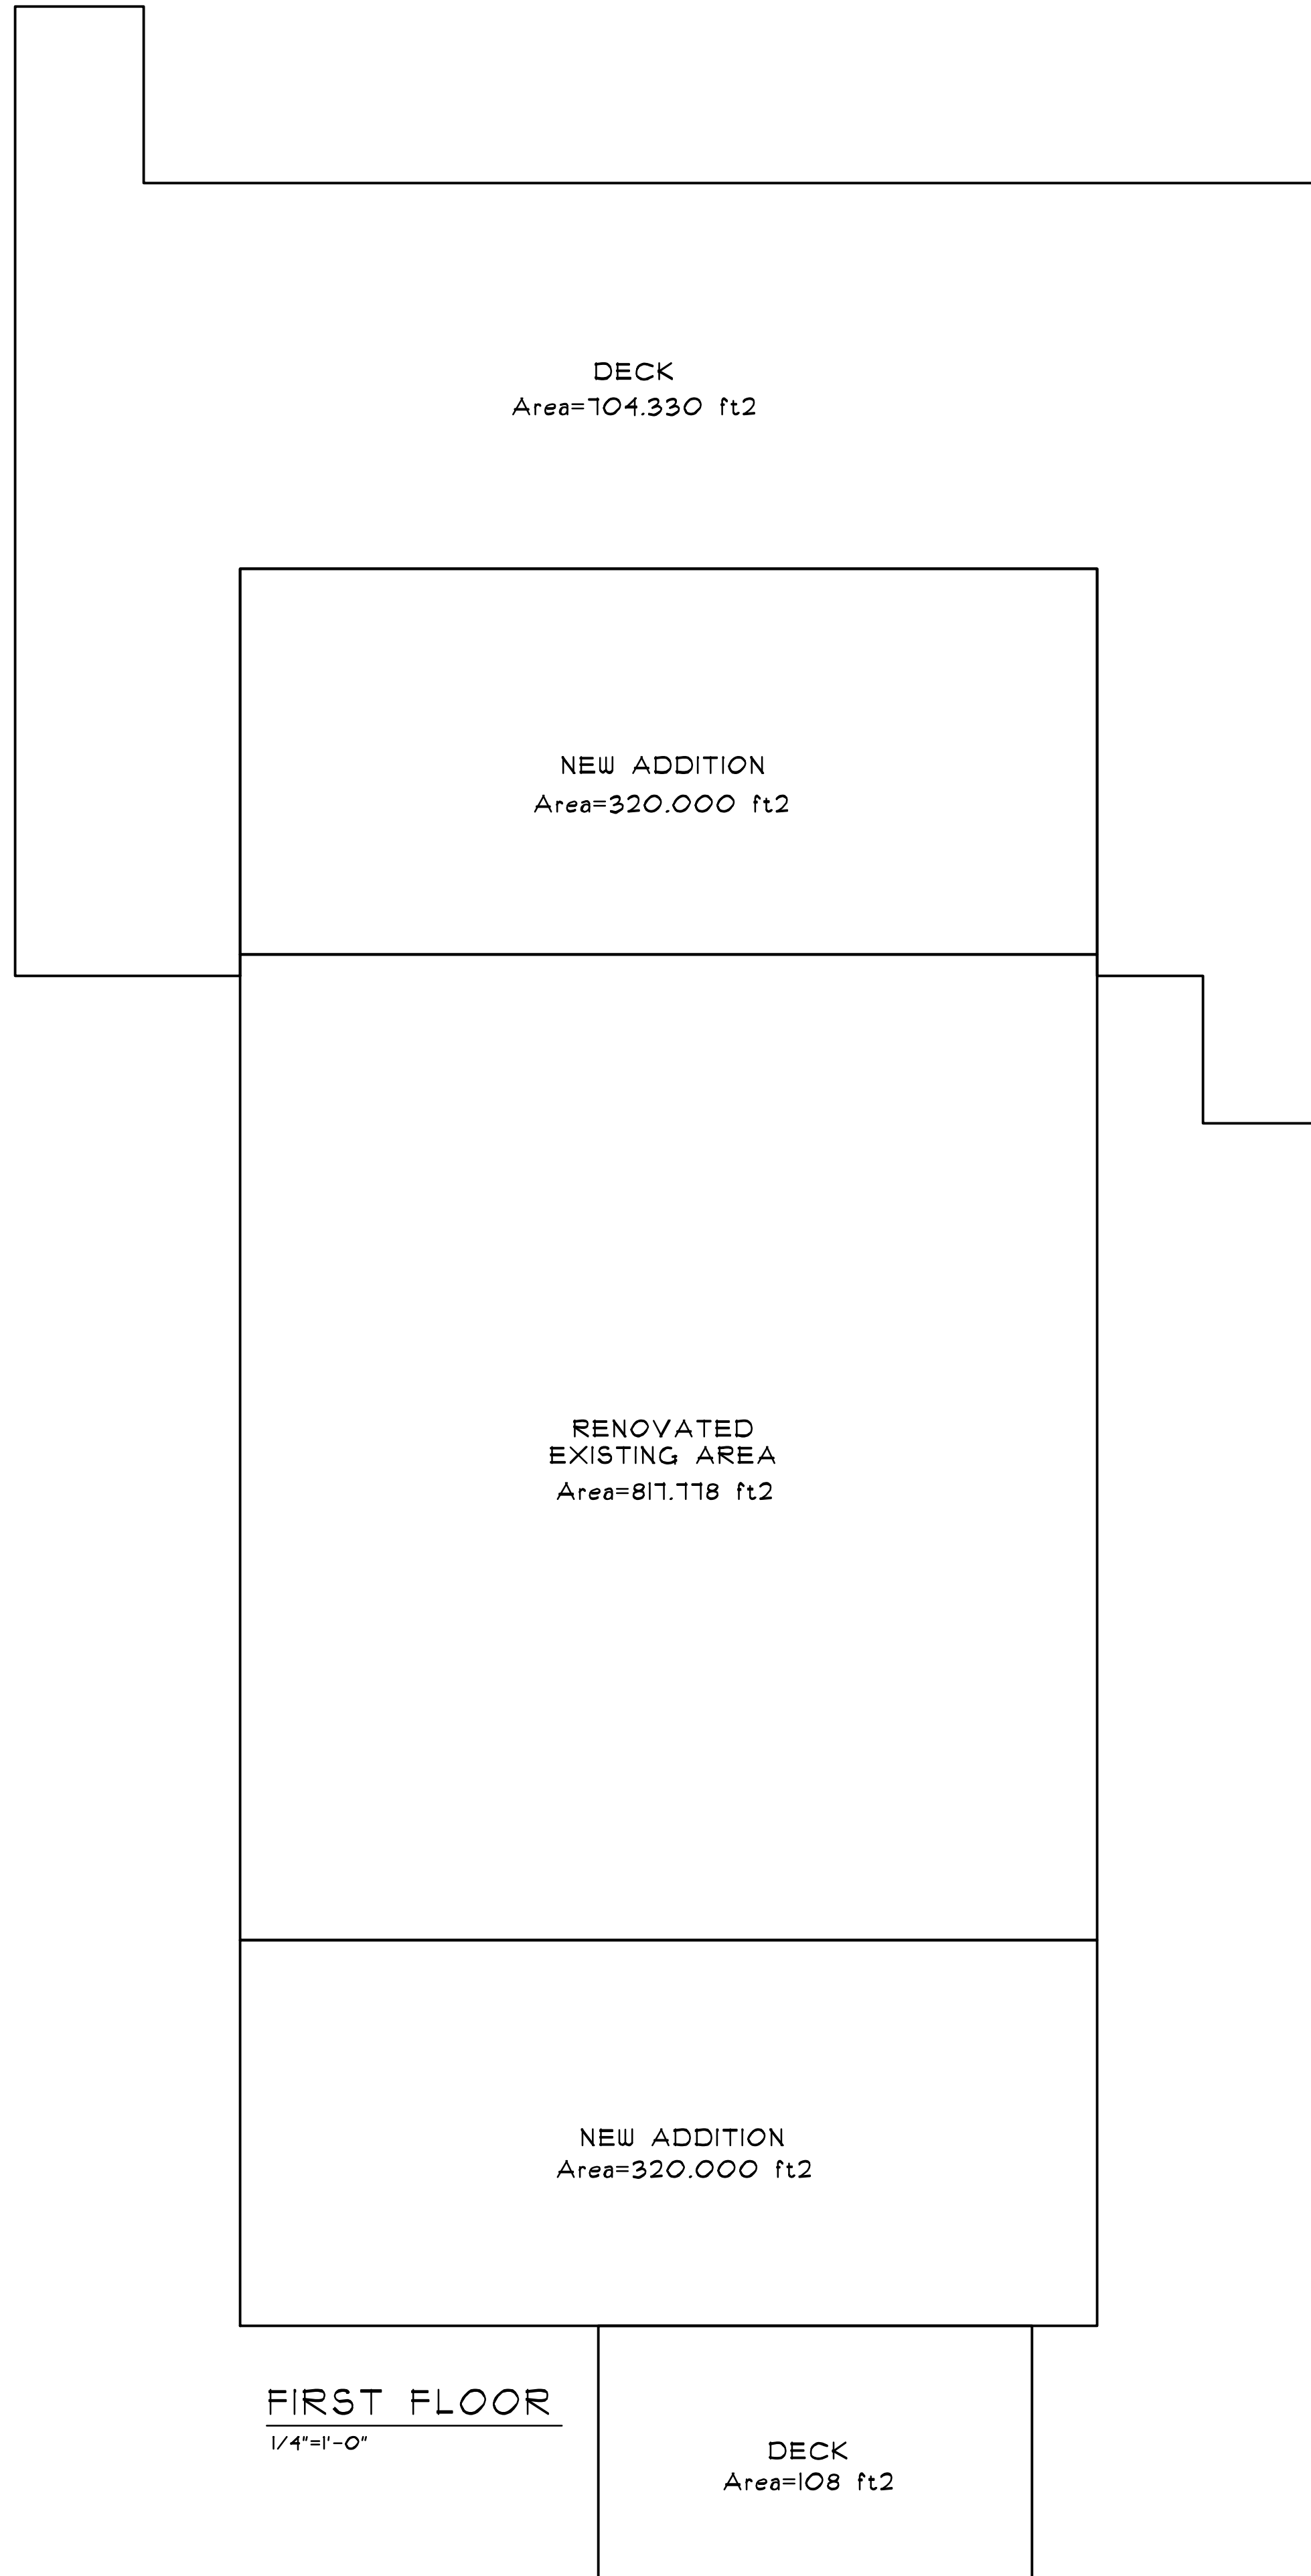 DECK
Area=704.330 ft2
NEW ADDITION
Area=320.000 ft2
RENOVATED
EXISTING AREA
Area=817.778 ft2
NEW ADDITION
Area=320.000 ft2
FIRST FLOOR
1/4"=1'-0"
DECK
Area=108 ft2